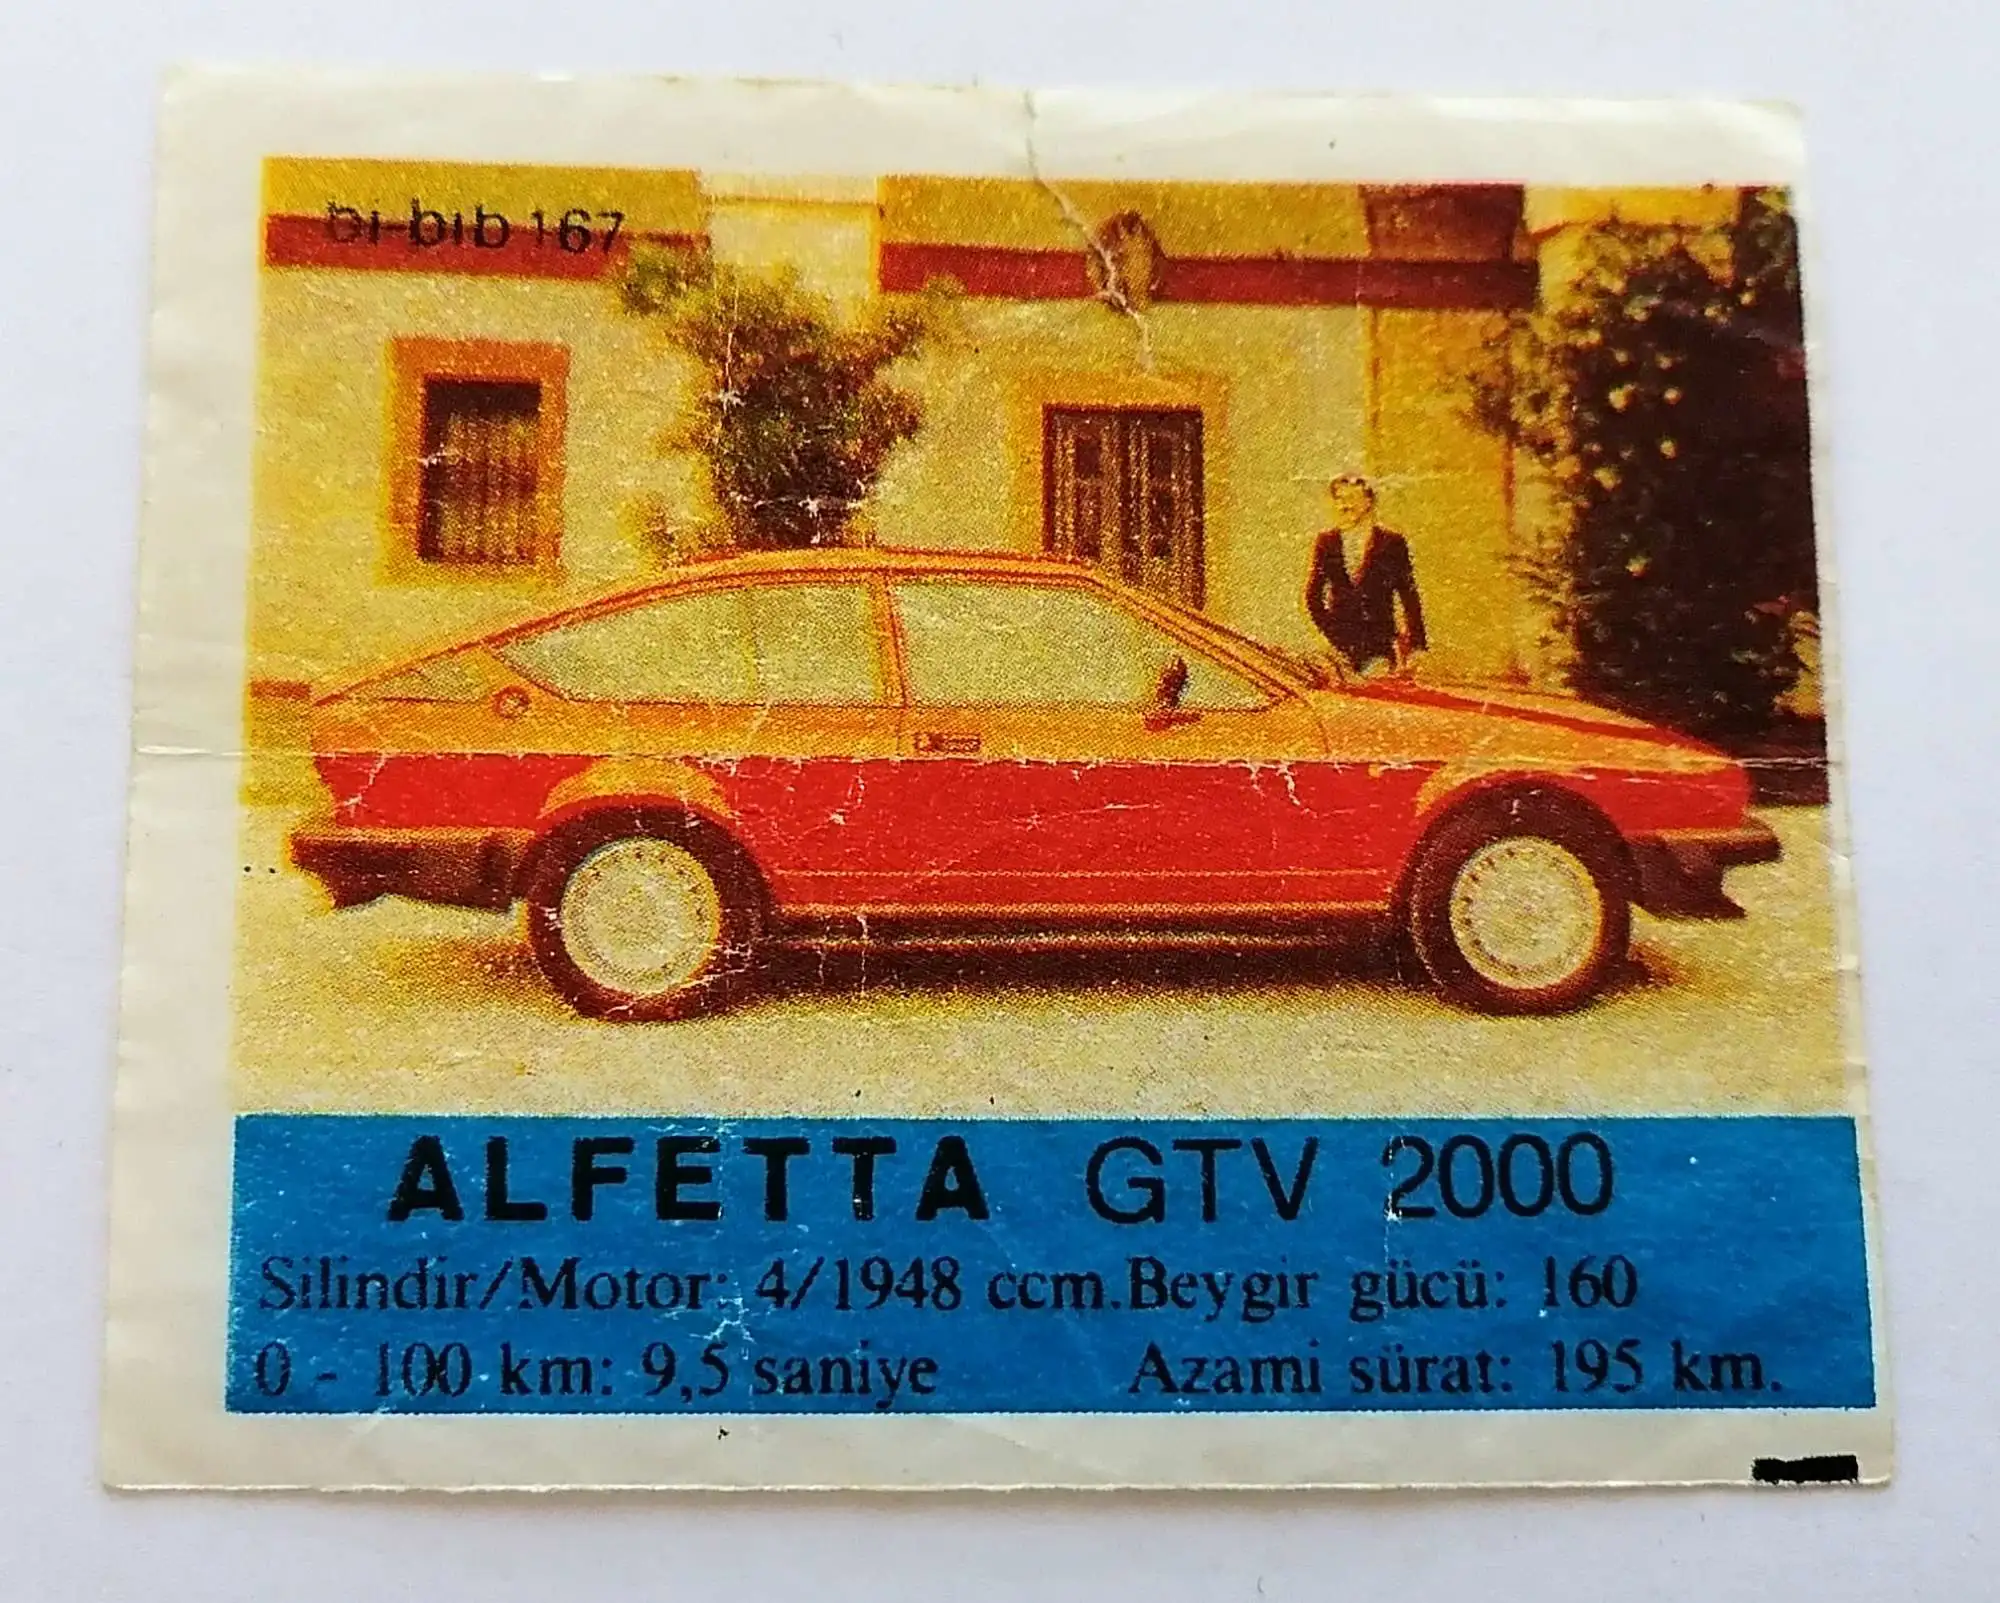 bi-bib 167
ALFETTA GTV 2000
Silindir/Motor: 4/1948 ccm. Beygir gücü: 160
0 - 100 km: 9,5 saniye Azami sürat: 195 km.